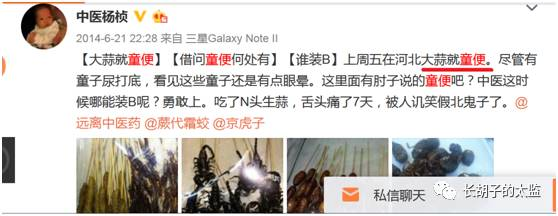 中医杨桢
2014-6-21 22:28 来自 三星Galaxy Note II
【大蒜就童便】【借问童便何处有】【谁装B】上周五在河北大蒜就童便。尽管有
童子尿打底，看见这些童子还是有点眼晕。这里面有肘子说的童便吧？中医这时
候哪能装B呢？勇敢上。吃了N头生蒜，舌头痛了7天，被人讥笑假北鬼子了。@
远离中医药 @蕨代霜蛟 @京虎子
私信聊天
长胡子的太监